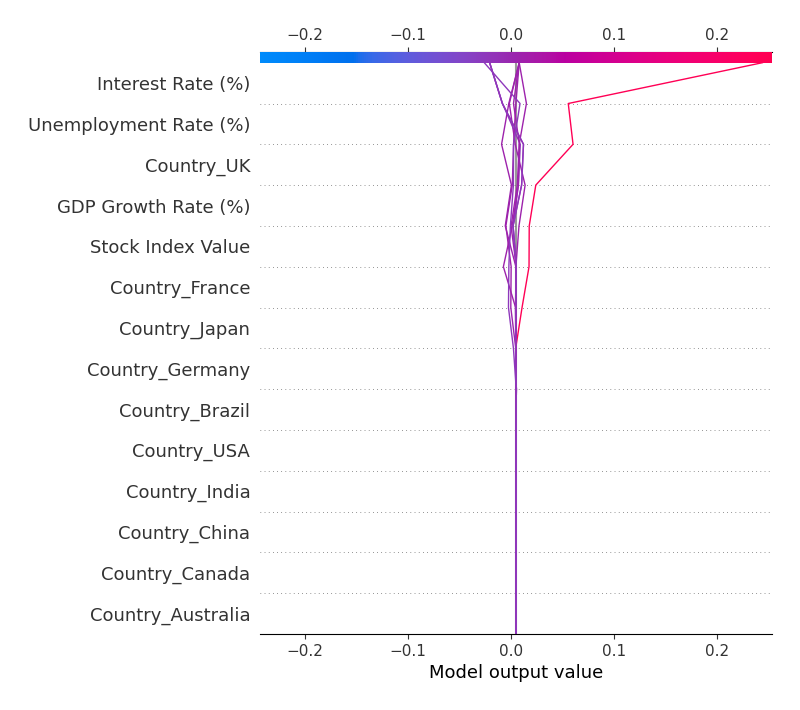 −0.2 −0.1 0.0 0.1 0.2
Interest Rate (%)
Unemployment Rate (%)
Country_UK
GDP Growth Rate (%)
Stock Index Value
Country_France
Country_Japan
Country_Germany
Country_Brazil
Country_USA
Country_India
Country_China
Country_Canada
Country_Australia
−0.2 −0.1 0.0 0.1 0.2
Model output value